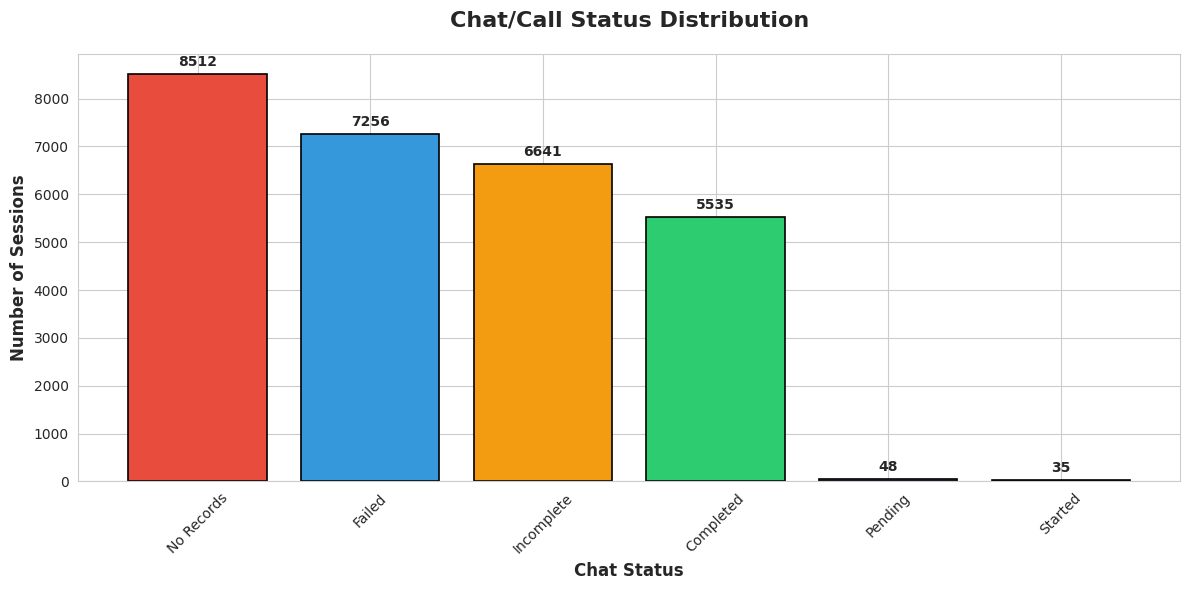 Chat/Call Status Distribution
Number of Sessions
8000
7000
6000
5000
4000
3000
2000
1000
0
8512
7256
6641
5535
48
35
No Records
Failed
Incomplete
Completed
Pending
Started
Chat Status